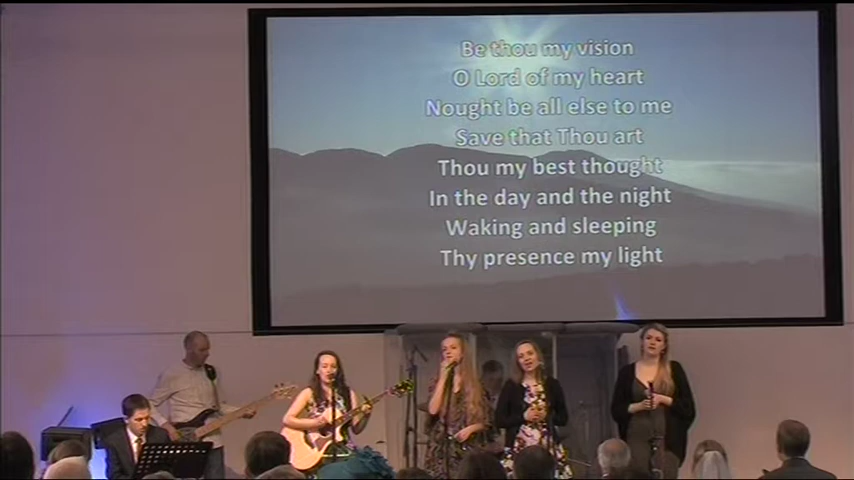 Be thou my vision
O Lord of my heart
Nought be all else to me
Save that Thou art
Thou my best thought
In the day and the night
Waking and sleeping
Thy presence my light